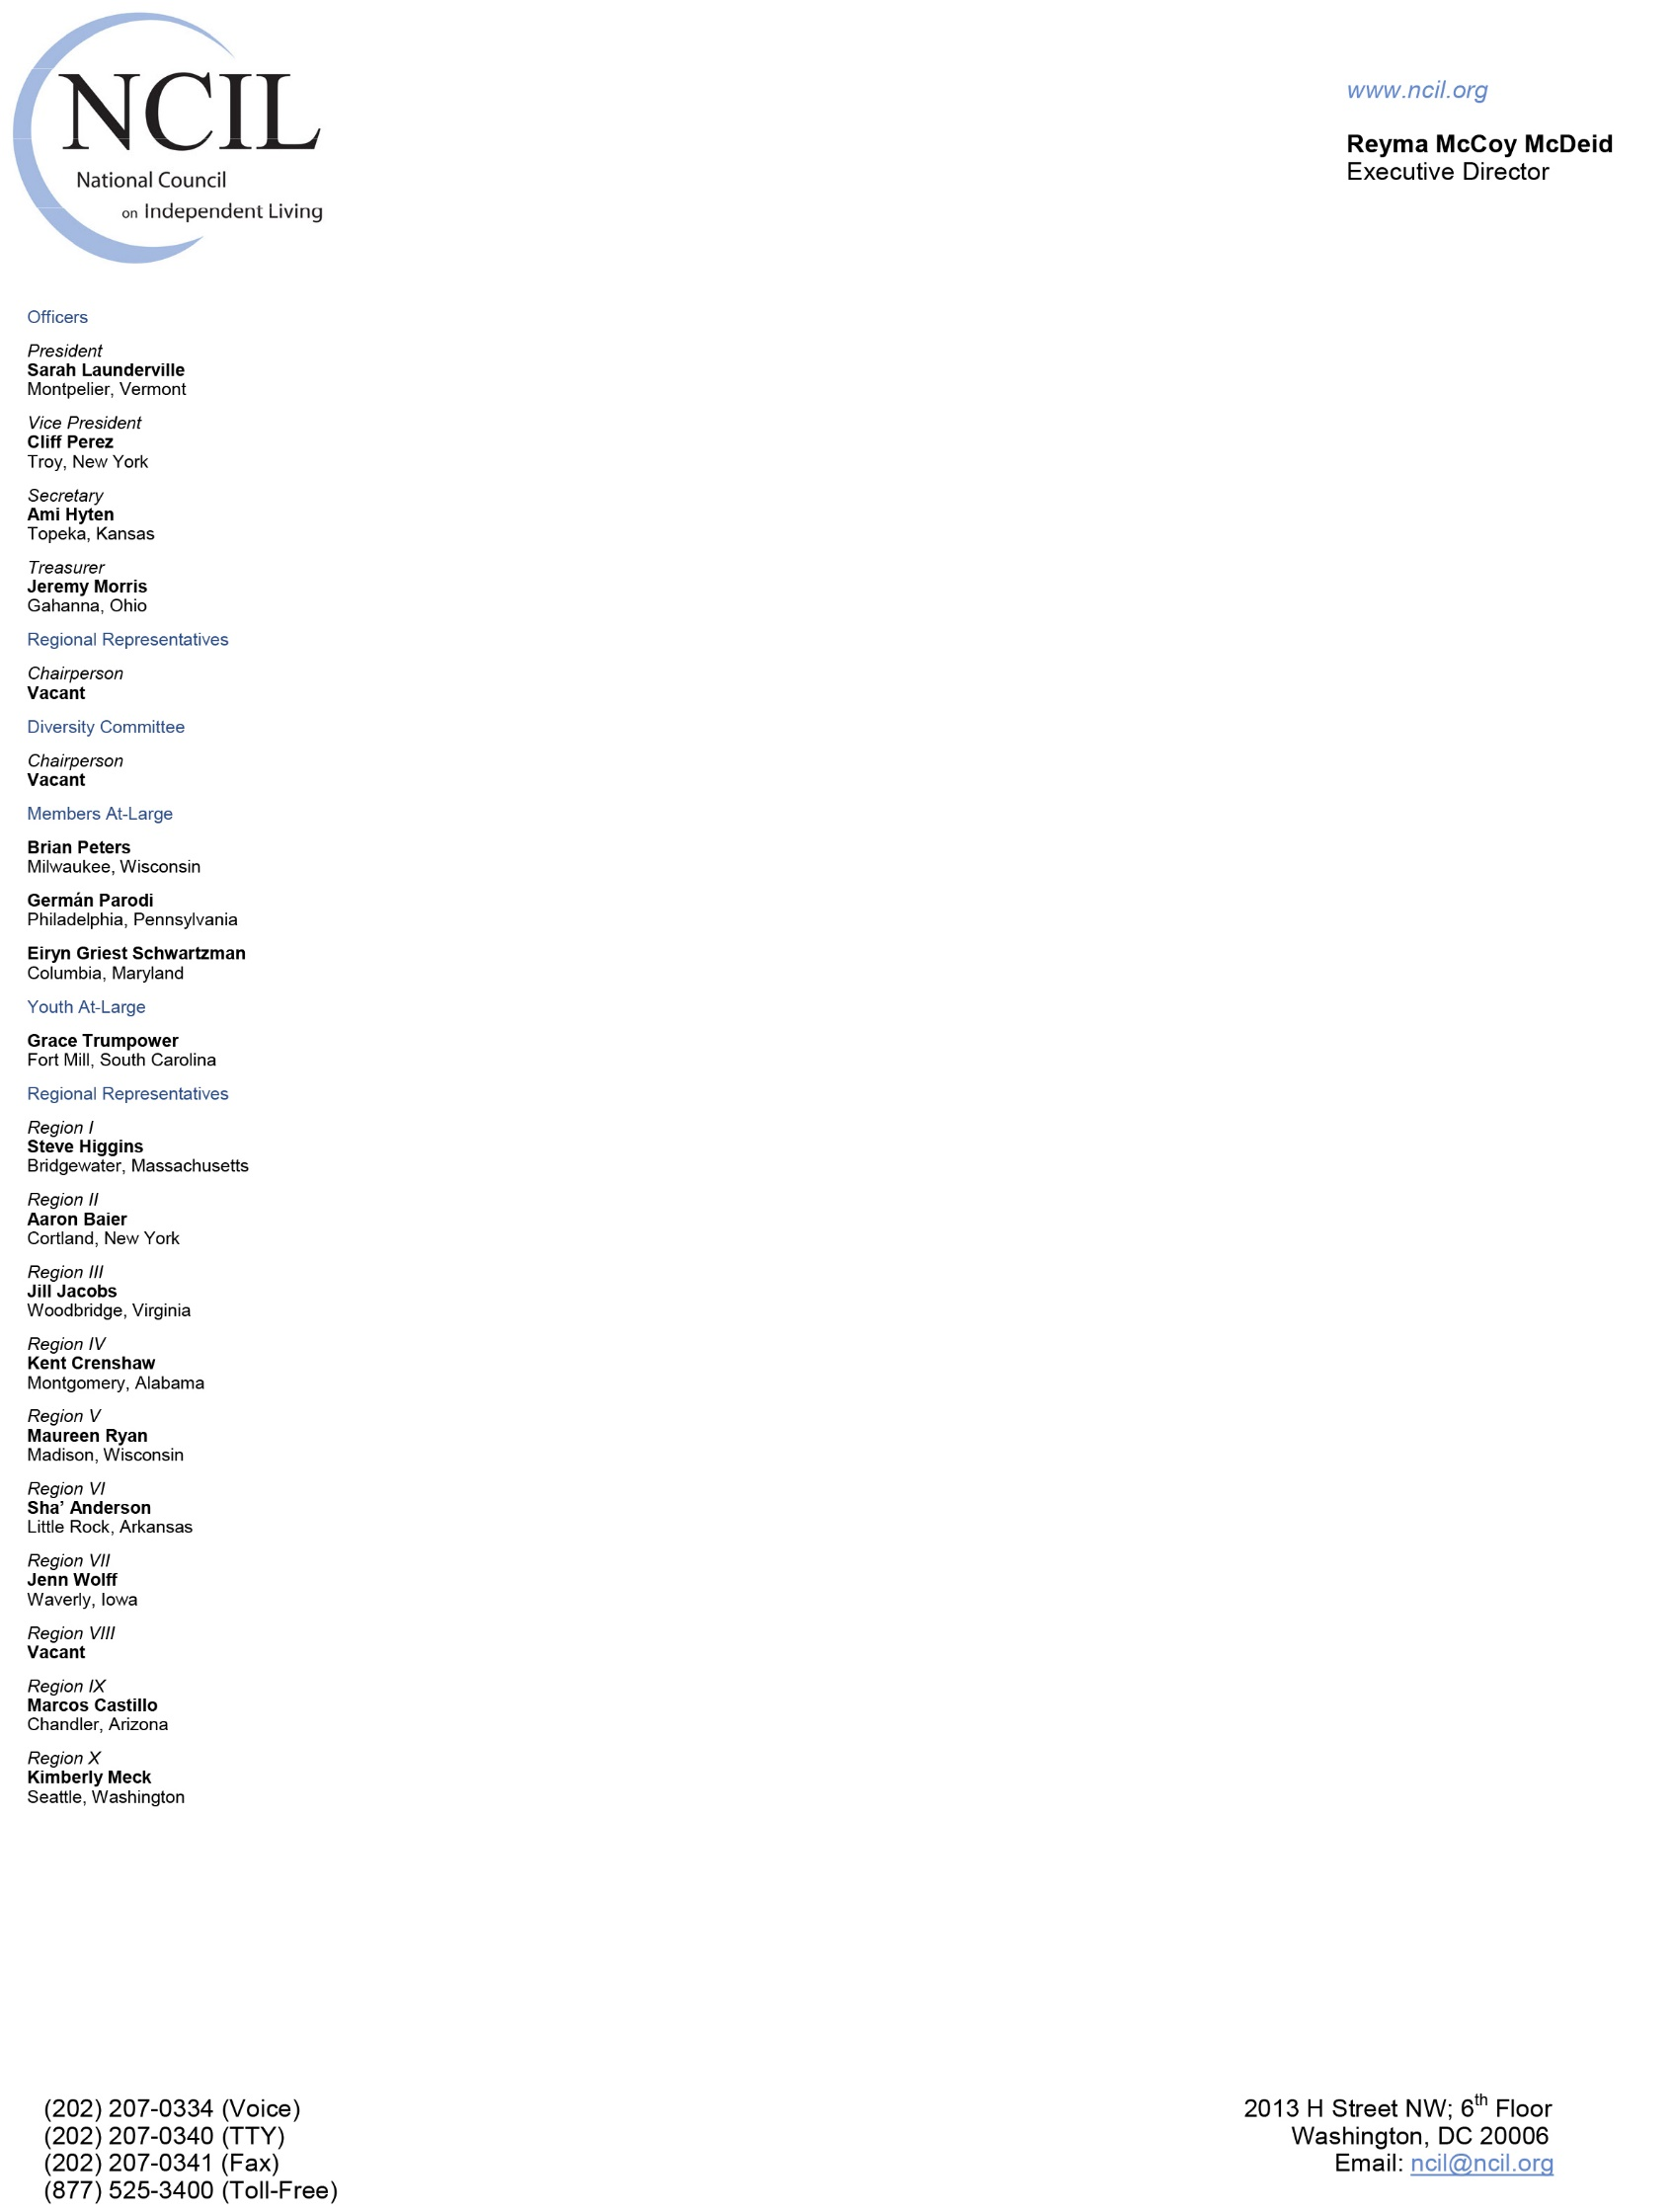 NCIL
National Council
on Independent Living
www.ncil.org
Reyma McCoy McDeid
Executive Director
Officers
President
Sarah Launderville
Montpelier, Vermont
Vice President
Cliff Perez
Troy, New York
Secretary
Ami Hyten
Topeka, Kansas
Treasurer
Jeremy Morris
Gahanna, Ohio
Regional Representatives
Chairperson
Vacant
Diversity Committee
Chairperson
Vacant
Members At-Large
Brian Peters
Milwaukee, Wisconsin
Germán Parodi
Philadelphia, Pennsylvania
Eiryn Griest Schwartzman
Columbia, Maryland
Youth At-Large
Grace Trumpower
Fort Mill, South Carolina
Regional Representatives
Region I
Steve Higgins
Bridgewater, Massachusetts
Region II
Aaron Baier
Cortland, New York
Region III
Jill Jacobs
Woodbridge, Virginia
Region IV
Kent Crenshaw
Montgomery, Alabama
Region V
Maureen Ryan
Madison, Wisconsin
Region VI
Sha’ Anderson
Little Rock, Arkansas
Region VII
Jenn Wolff
Waverly, Iowa
Region VIII
Vacant
Region IX
Marcos Castillo
Chandler, Arizona
Region X
Kimberly Meck
Seattle, Washington
(202) 207-0334 (Voice)
(202) 207-0340 (TTY)
(202) 207-0341 (Fax)
(877) 525-3400 (Toll-Free)
2013 H Street NW; 6th Floor
Washington, DC 20006
Email: ncil@ncil.org